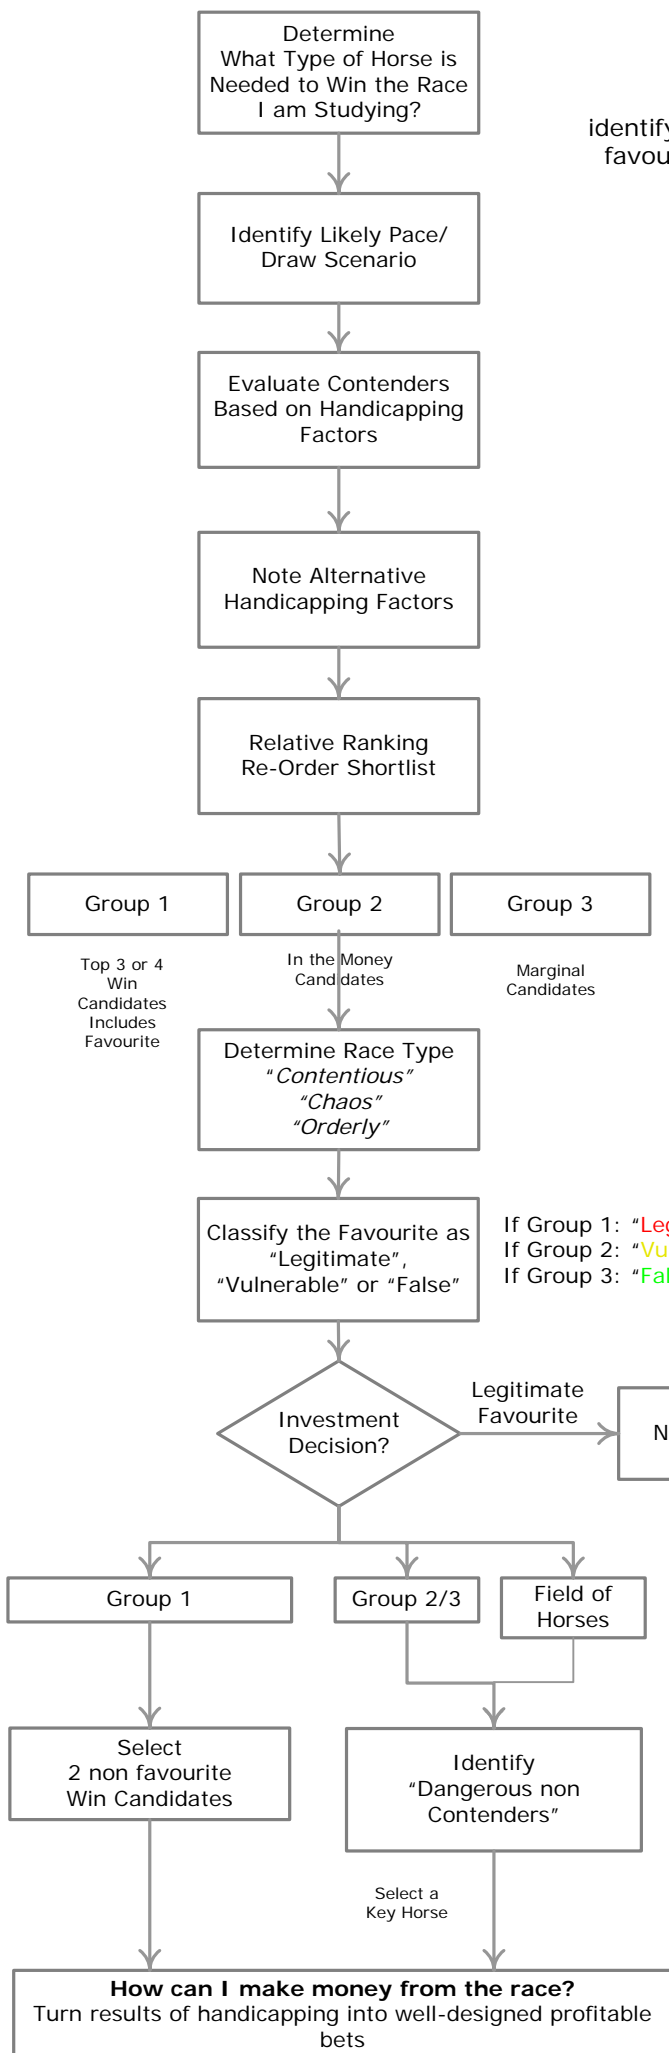 Determine
What Type of Horse is
Needed to Win the Race
I am Studying?
identify
favou
Identify Likely Pace/
Draw Scenario
Evaluate Contenders
Based on Handicapping
Factors
Note Alternative
Handicapping Factors
Relative Ranking
Re-Order Shortlist
Group 1
Group 2
Group 3
Top 3 or 4
Win
Candidates
Includes
Favourite
In the Money
Candidates
Marginal
Candidates
Determine Race Type
“Contentious”
“Chaos”
“Orderly”
Classify the Favourite as
“Legitimate”,
“Vulnerable” or “False”
If Group 1: “Leg
If Group 2: “Vu
If Group 3: “Fal
Investment
Decision?
Legitimate
Favourite
N
Group 1
Group 2/3
Field of
Horses
Select
2 non favourite
Win Candidates
Identify
“Dangerous non
Contenders”
Select a
Key Horse
How can I make money from the race?
Turn results of handicapping into well-designed profitable
bets